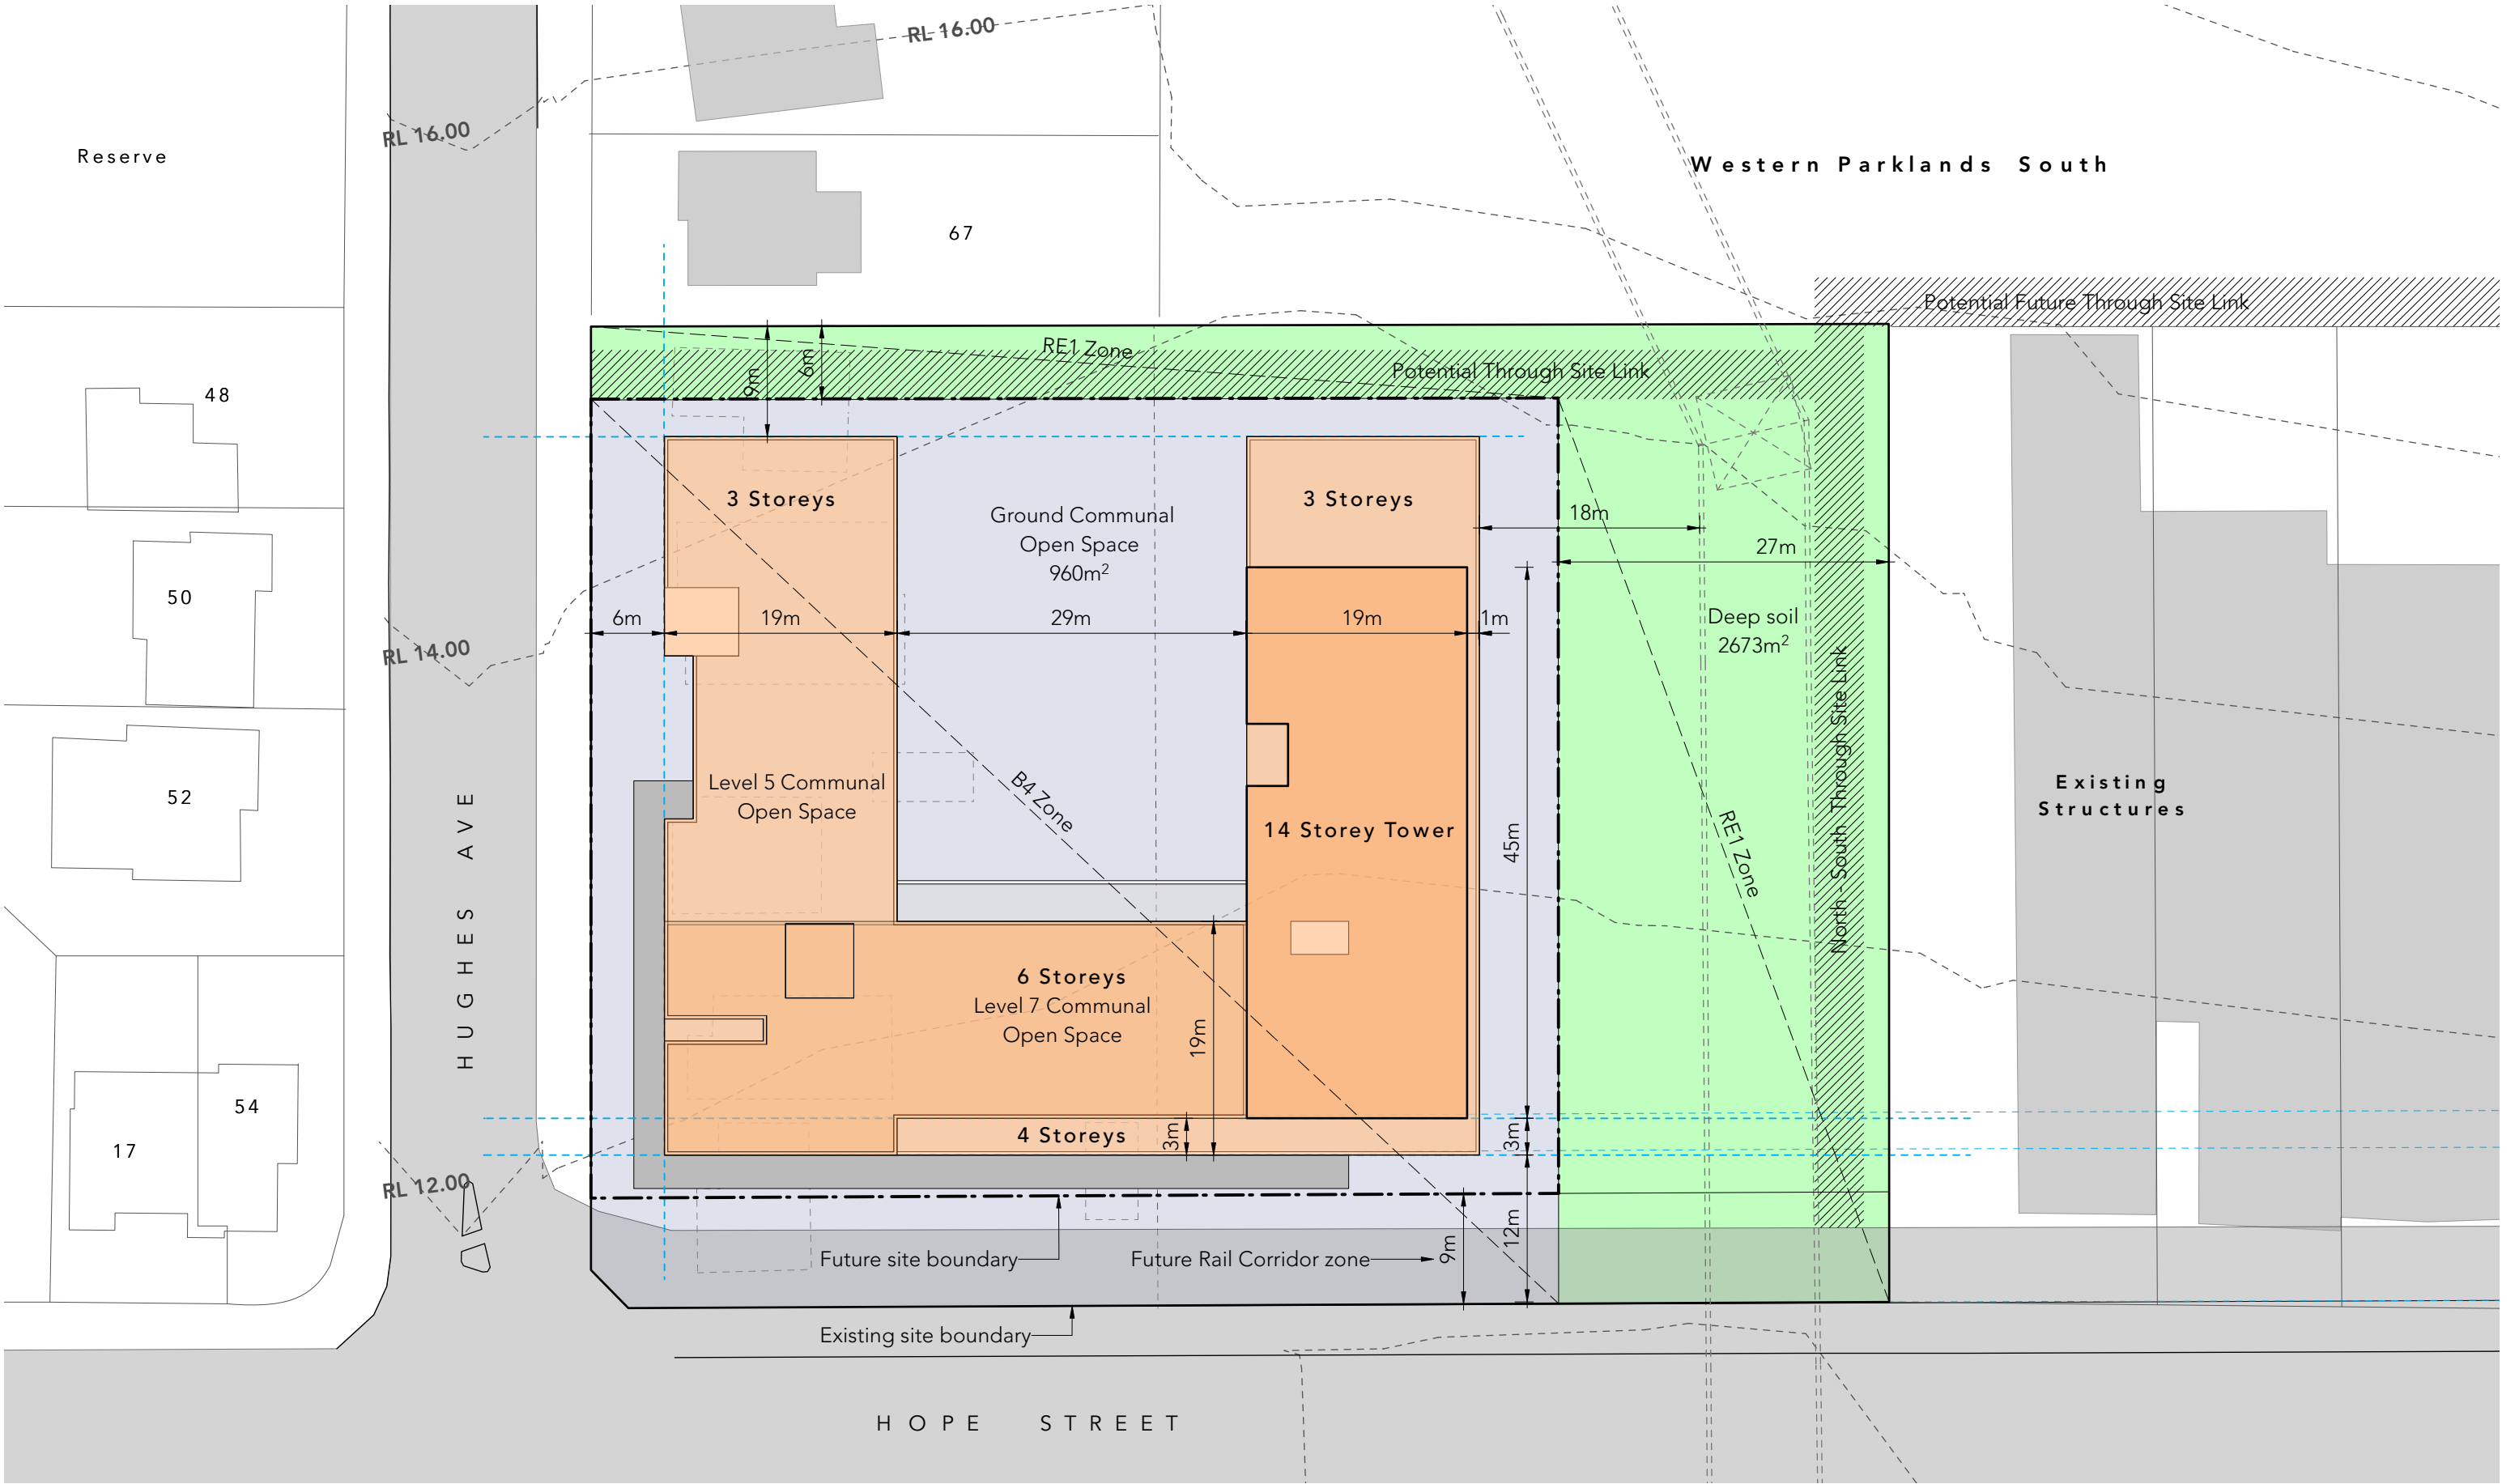 RL 16.00
RL 16.00
Reserve
Western Parklands South
67
Potential Future Through Site Link
RE1 Zone
9m
6m
Potential Through Site Link
48
3 Storeys
3 Storeys
Ground Communal
Open Space
960m²
18m
27m
50
6m
19m
29m
19m
1m
Deep soil
2673m²
RL 14.00
North - South Through Site Link
52
Level 5 Communal
Open Space
B4 Zone
14 Storey Tower
45m
RE1 Zone
Existing
Structures
HUGHES AVE
6 Storeys
Level 7 Communal
Open Space
19m
54
17
4 Storeys
3m
3m
RL 12.00
Future site boundary
Future Rail Corridor zone
9m
12m
Existing site boundary
HOPE STREET